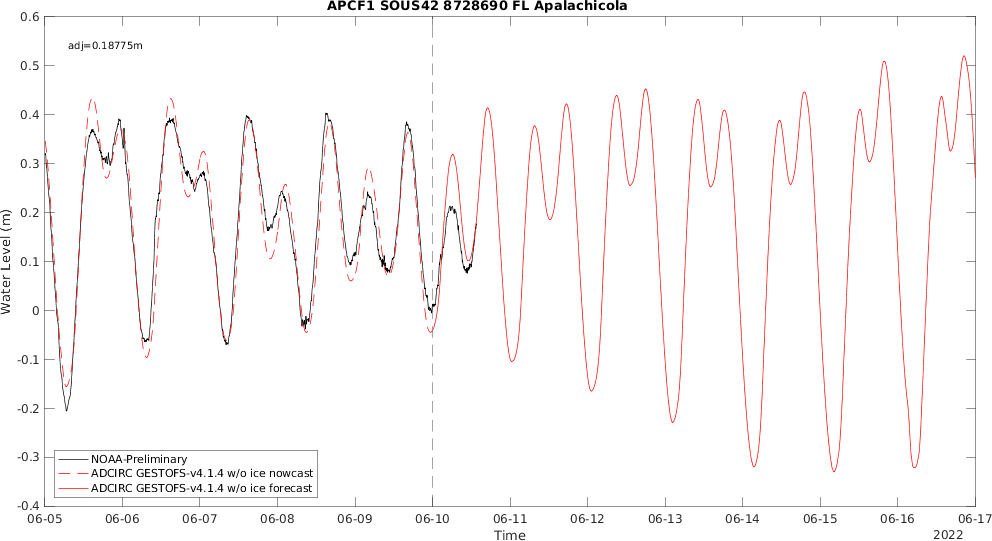 APCF1 SOUS42 8728690 FL Apalachicola
adj=0.18775m
Water Level (m)
0.6
0.5
0.4
0.3
0.2
0.1
0
-0.1
-0.2
-0.3
-0.4
NOAA-Preliminary
ADCIRC GESTOFS-v4.1.4 w/o ice nowcast
ADCIRC GESTOFS-v4.1.4 w/o ice forecast
06-05 06-06 06-07 06-08 06-09 06-10 06-11 06-12 06-13 06-14 06-15 06-16 06-17
Time
2022